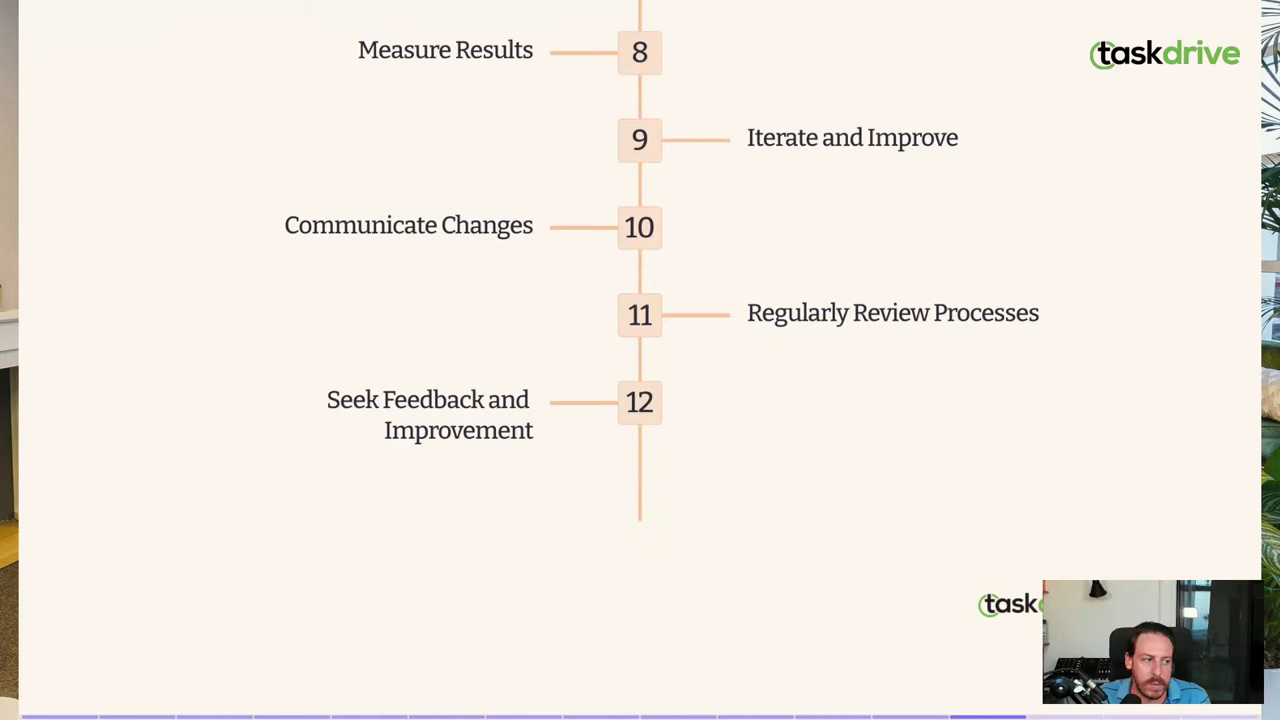 Measure Results
8
taskdrive
9
Iterate and Improve
Communicate Changes
10
11
Regularly Review Processes
Seek Feedback and
Improvement
12
task